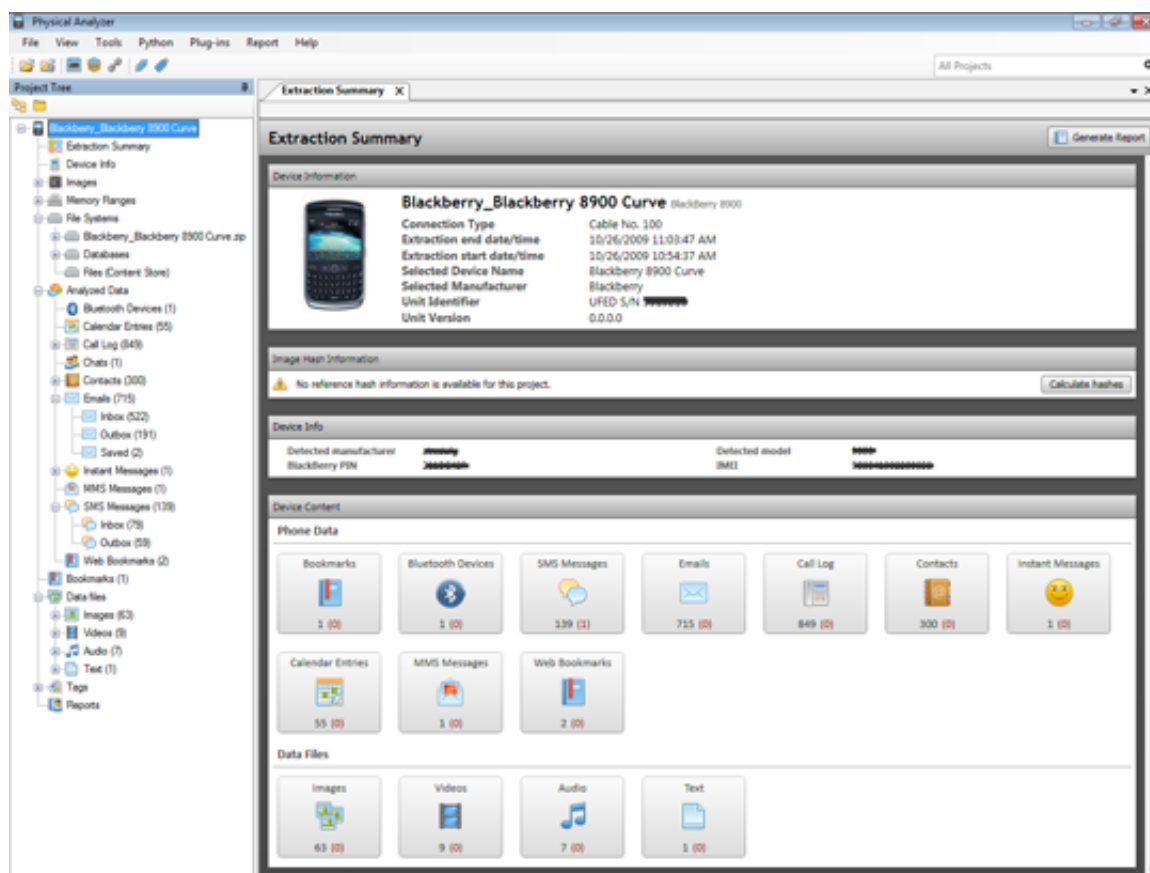 Physical Analyzer
File View Tools Python Plug-ins Report Help
All Projects
Project Tree
Extraction Summary X
Blackberry_Blackberry 8900 Curve
Extraction Summary
Device Info
Images
Memory Ranges
File Systems
Blackberry_Blackberry 8900 Curve.zip
Databases
Files (Content Store)
Analyzed Data
Bluetooth Devices (1)
Calendar Entries (55)
Call Log (849)
Chats (1)
Contacts (300)
Emails (715)
Inbox (522)
Outbox (191)
Saved (2)
Instant Messages (1)
MMS Messages (1)
SMS Messages (139)
Inbox (79)
Outbox (59)
Web Bookmarks (2)
Bookmarks (1)
Data files
Images (63)
Videos (9)
Audio (7)
Text (1)
Tags
Reports
Extraction Summary
Generate Report
Device Information
Blackberry_Blackberry 8900 Curve BlackBerry 8900
Connection Type Cable No. 100
Extraction end date/time 10/26/2009 11:03:47 AM
Extraction start date/time 10/26/2009 10:54:37 AM
Selected Device Name Blackberry 8900 Curve
Selected Manufacturer Blackberry
Unit Identifier UFED S/N
Unit Version 0.0.0.0
Image Hash Information
No reference hash information is available for this project.
Calculate hashes
Device Info
Detected manufacturer Detected model
BlackBerry PIN IMEI
Device Content
Phone Data
Bookmarks Bluetooth Devices SMS Messages Emails Call Log Contacts Instant Messages
1 (0) 1 (0) 139 (1) 715 (0) 849 (0) 300 (0) 1 (0)
Calendar Entries MMS Messages Web Bookmarks
55 (0) 1 (0) 2 (0)
Data Files
Images Videos Audio Text
63 (0) 9 (0) 7 (0) 1 (0)